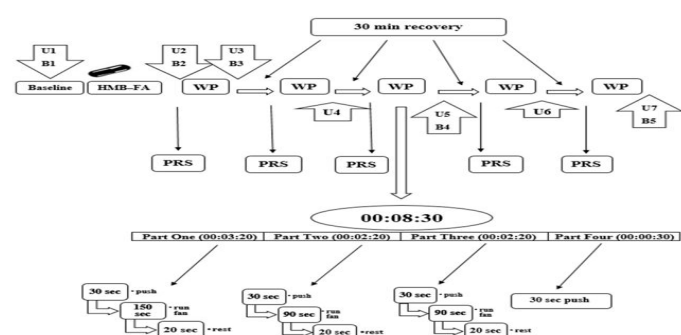 30 min recovery
U1
B1
U2
B2
U3
B3
Baseline
HMB-FA
WP
WP
WP
WP
WP
U4
U5
B4
U6
U7
B5
PRS
PRS
PRS
PRS
PRS
00:08:30
Part One (00:03:20)
Part Two (00:02:20)
Part Three (00:02:20)
Part Four (00:00:30)
30 sec - push
150 sec - run fan
20 sec - rest
30 sec - push
90 sec - run fan
20 sec - rest
30 sec - push
90 sec - run fan
20 sec - rest
30 sec push